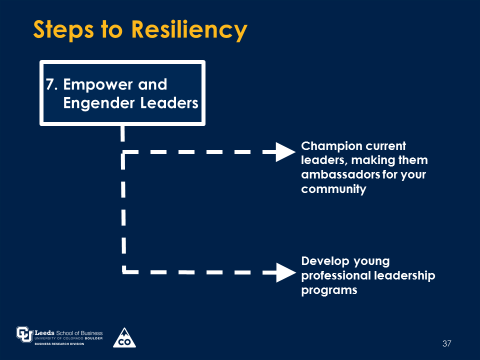 Steps to Resiliency
7. Empower and
Engender Leaders
Champion current
leaders, making them
ambassadors for your
community
Develop young
professional leadership
programs
CU
Leeds School of Business
UNIVERSITY OF COLORADO BOULDER
BUSINESS RESEARCH DIVISION
CO
37